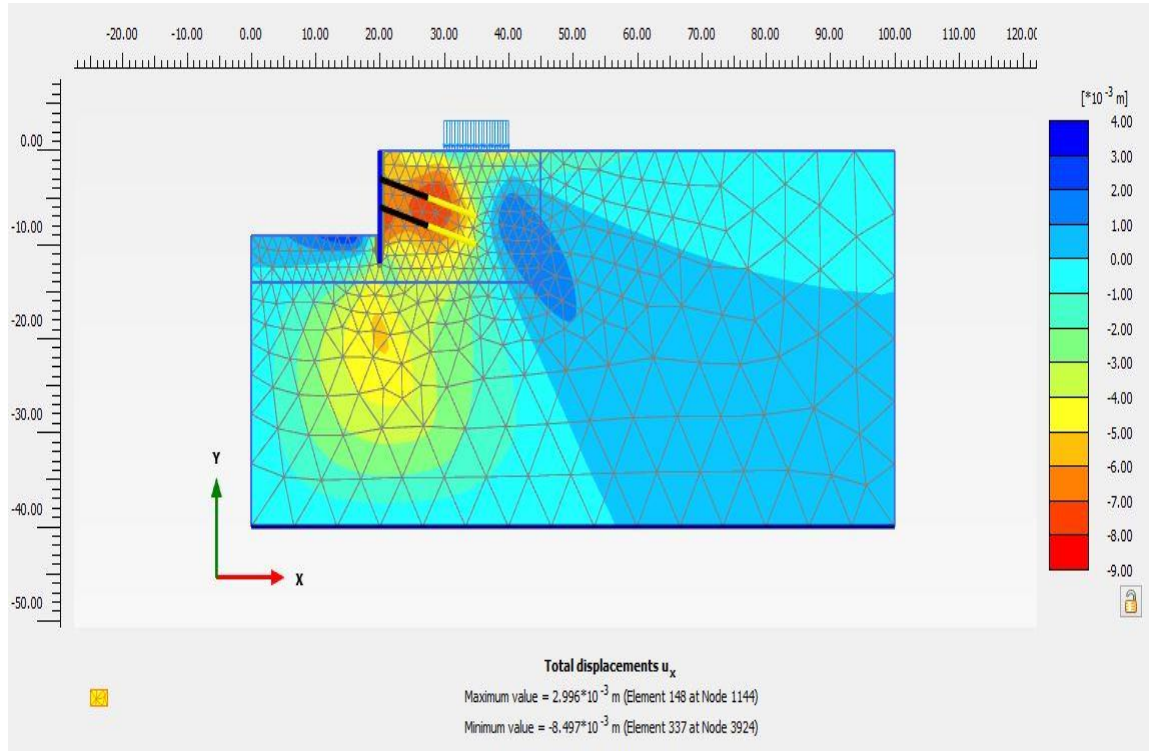 -20.00 -10.00 0.00 10.00 20.00 30.00 40.00 50.00 60.00 70.00 80.00 90.00 100.00 110.00 120.0
[*10⁻³ m]
4.00
3.00
2.00
1.00
0.00
-1.00
-2.00
-3.00
-4.00
-5.00
-6.00
-7.00
-8.00
-9.00
0.00
-10.00
-20.00
-30.00
-40.00
-50.00
Y
X
Total displacements uₓ
Maximum value = 2.996*10⁻³ m (Element 148 at Node 1144)
Minimum value = -8.497*10⁻³ m (Element 337 at Node 3924)